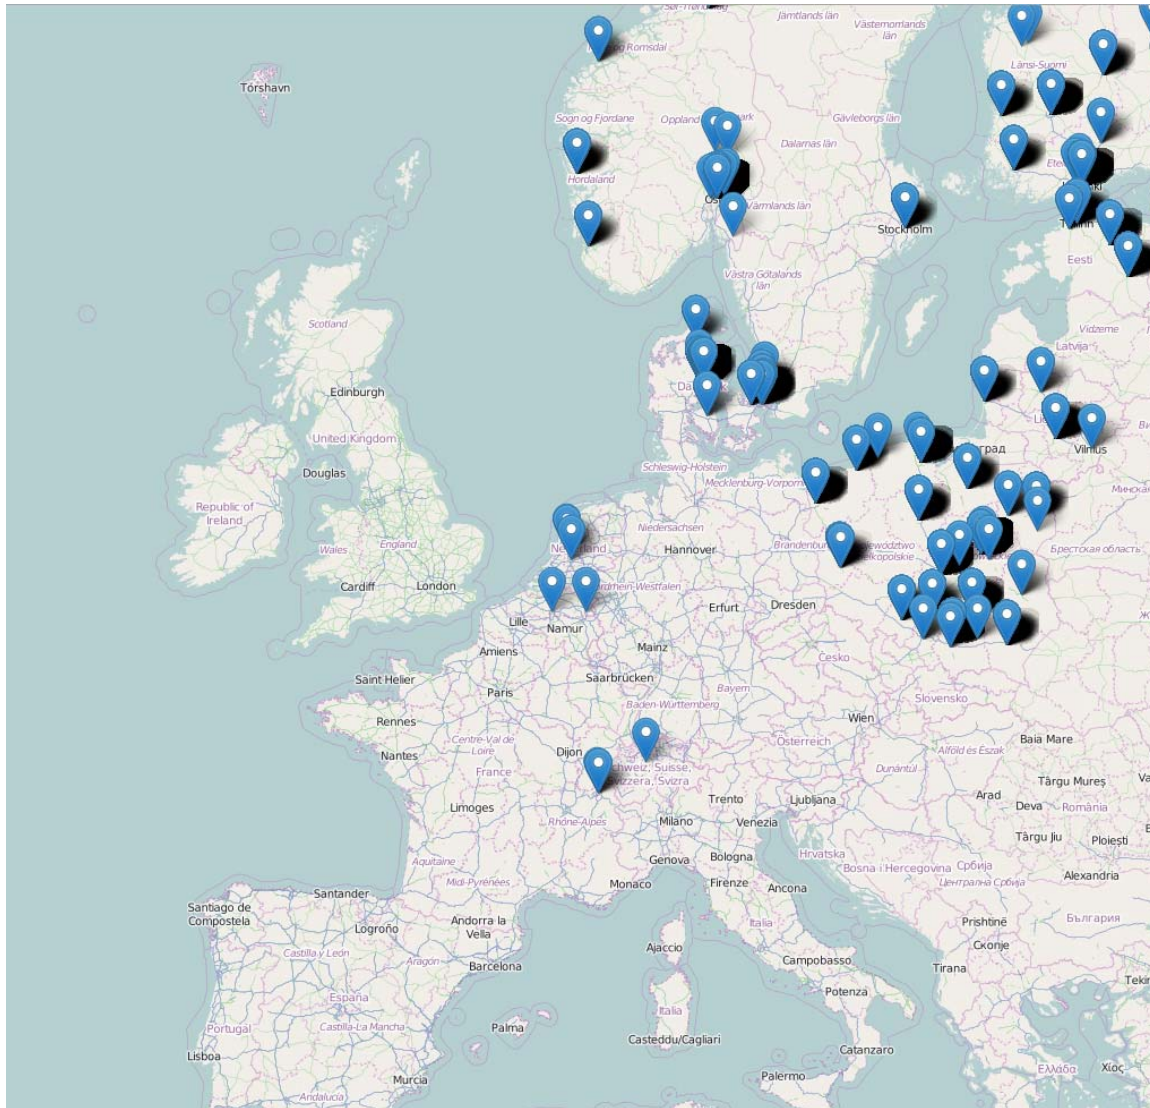 Jämtlands län
Västernorrlands
län
Tórshavn
Länsi-Suomi
Sogn og Fjordane
Oppland
Gävleborgs län
Dalarnas län
Hordaland
Värmlands län
Stockholm
Eesti
Västra Götalands
län
Scotland
Vidzeme
Latvija
Edinburgh
United Kingdom
Vilnius
Schleswig-Holstein
Douglas
Republic of
Ireland
Niedersachsen
Hannover
Wales
England
Брестская область
Cardiff
London
Erfurt
Dresden
Lille
Namur
Amiens
Mainz
Česko
Saint Helier
Saarbrücken
Paris
Bayern
Slovensko
Baden-Württemberg
Rennes
Wien
Centre-Val de
Loire
Dijon
Österreich
Baia Mare
Nantes
Alföld és Észak
France
Dunántúl
Târgu Mureș
Limoges
Trento
Ljubljana
Arad
Deva
România
Rhône-Alpes
Milano
Venezia
Târgu Jiu
Ploiești
Aquitaine
Genova
Bologna
Hrvatska
Bosna i Hercegovina
Србија
Alexandria
Midi-Pyrénées
Monaco
Firenze
Ancona
Централна Србија
Santander
Santiago de
Compostela
Logroño
Andorra la
Vella
Italia
Prishtinë
България
Скопје
Castilla y León
Aragón
Barcelona
Ajaccio
Campobasso
Tirana
España
Italia
Potenza
Portugal
Castilla-La Mancha
Palma
Casteddu/Cagliari
Lisboa
Catanzaro
Murcia
Palermo
Ελλάδα
Χίος
Andalucía